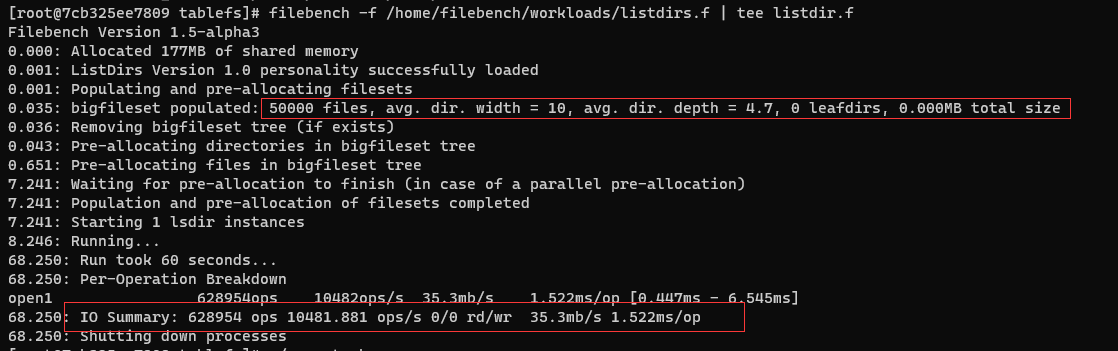 [root@7cb325ee7809 tablefs]# filebench -f /home/filebench/workloads/listdirs.f | tee listdir.f
Filebench Version 1.5-alpha3
0.000: Allocated 177MB of shared memory
0.001: ListDirs Version 1.0 personality successfully loaded
0.001: Populating and pre-allocating filesets
0.035: bigfileset populated: 50000 files, avg. dir. width = 10, avg. dir. depth = 4.7, 0 leafdirs, 0.000MB total size
0.036: Removing bigfileset tree (if exists)
0.043: Pre-allocating directories in bigfileset tree
0.651: Pre-allocating files in bigfileset tree
7.241: Waiting for pre-allocation to finish (in case of a parallel pre-allocation)
7.241: Population and pre-allocation of filesets completed
7.241: Starting 1 lsdir instances
8.246: Running...
68.250: Run took 60 seconds...
68.250: Per-Operation Breakdown
open1 628954ops 10482ops/s 35.3mb/s 1.522ms/op [0.447ms - 6.545ms]
68.250: IO Summary: 628954 ops 10481.881 ops/s 0/0 rd/wr 35.3mb/s 1.522ms/op
68.250: Shutting down processes